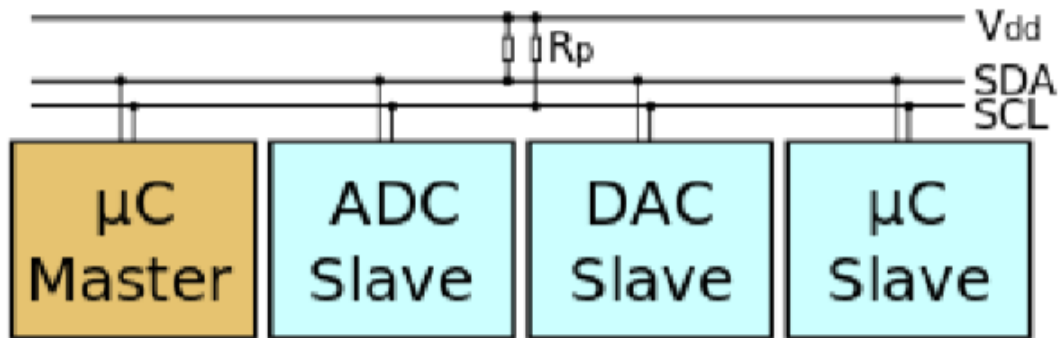 Vdd
Rp
SDA
SCL
µC
Master
ADC
Slave
DAC
Slave
µC
Slave